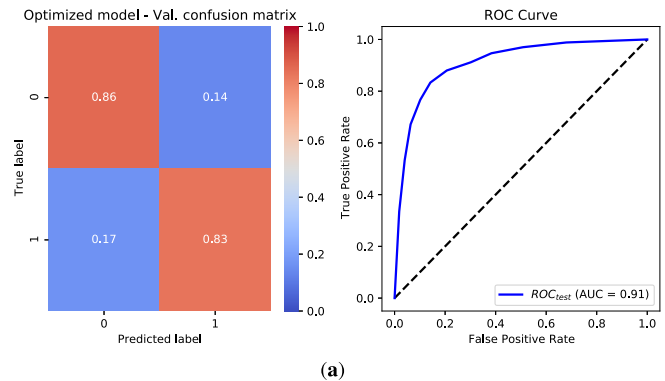 Optimized model - Val. confusion matrix
True label
0
1
0.86
0.14
0.17
0.83
0
1
Predicted label
1.0
0.8
0.6
0.4
0.2
0.0
ROC Curve
True Positive Rate
1.0
0.8
0.6
0.4
0.2
0.0
ROCtest (AUC = 0.91)
0.0 0.2 0.4 0.6 0.8 1.0
False Positive Rate
(a)